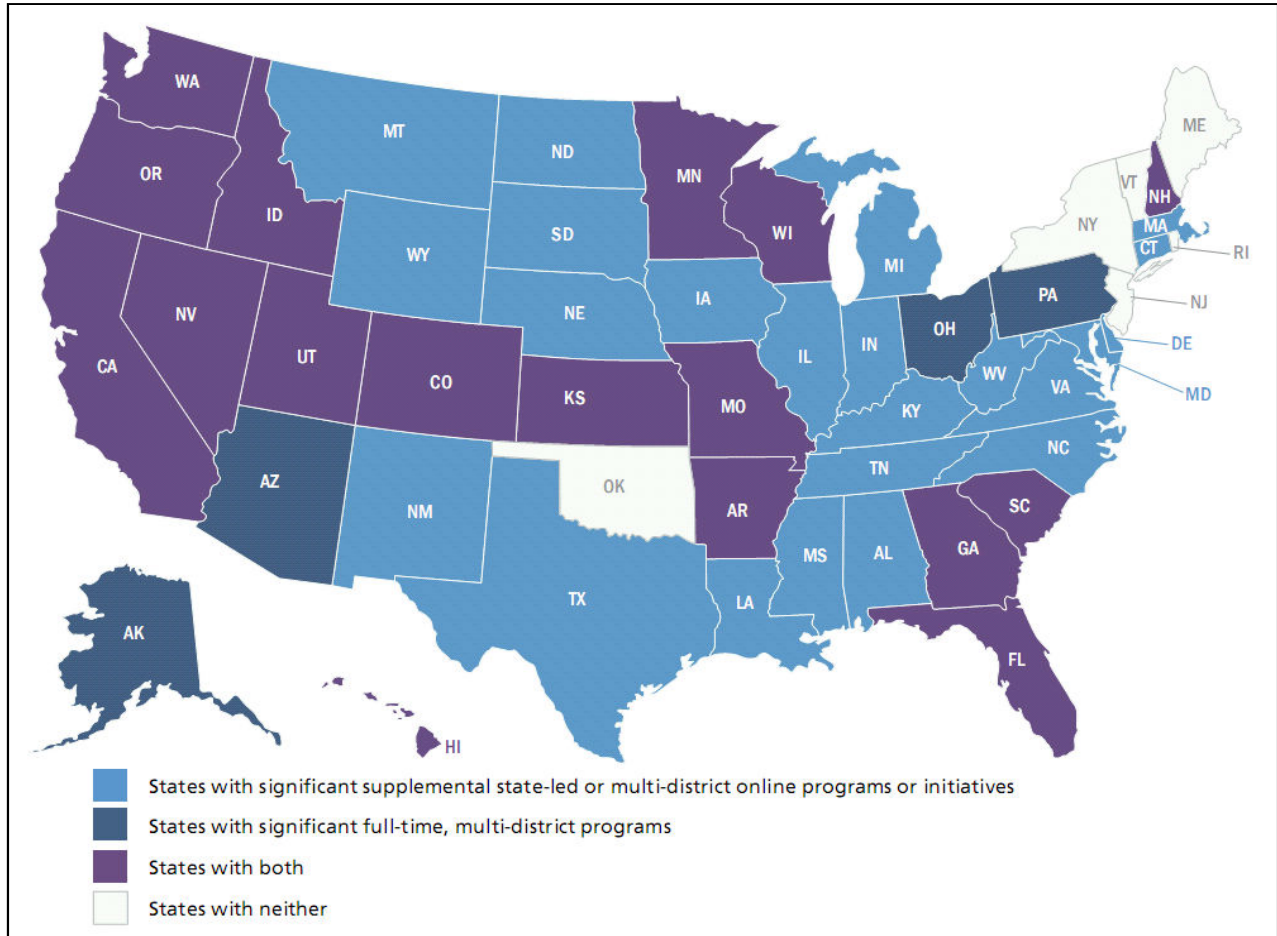 WA
MT
ND
MN
ME
OR
ID
VT
NH
SD
WI
NY
MA
WY
MI
CT
RI
IA
PA
NJ
NE
NV
OH
UT
IL
IN
DE
CA
CO
WV
VA
KS
MO
MD
KY
NC
TN
AZ
OK
NM
AR
SC
GA
MS
AL
TX
LA
AK
FL
HI
States with significant supplemental state-led or multi-district online programs or initiatives
States with significant full-time, multi-district programs
States with both
States with neither